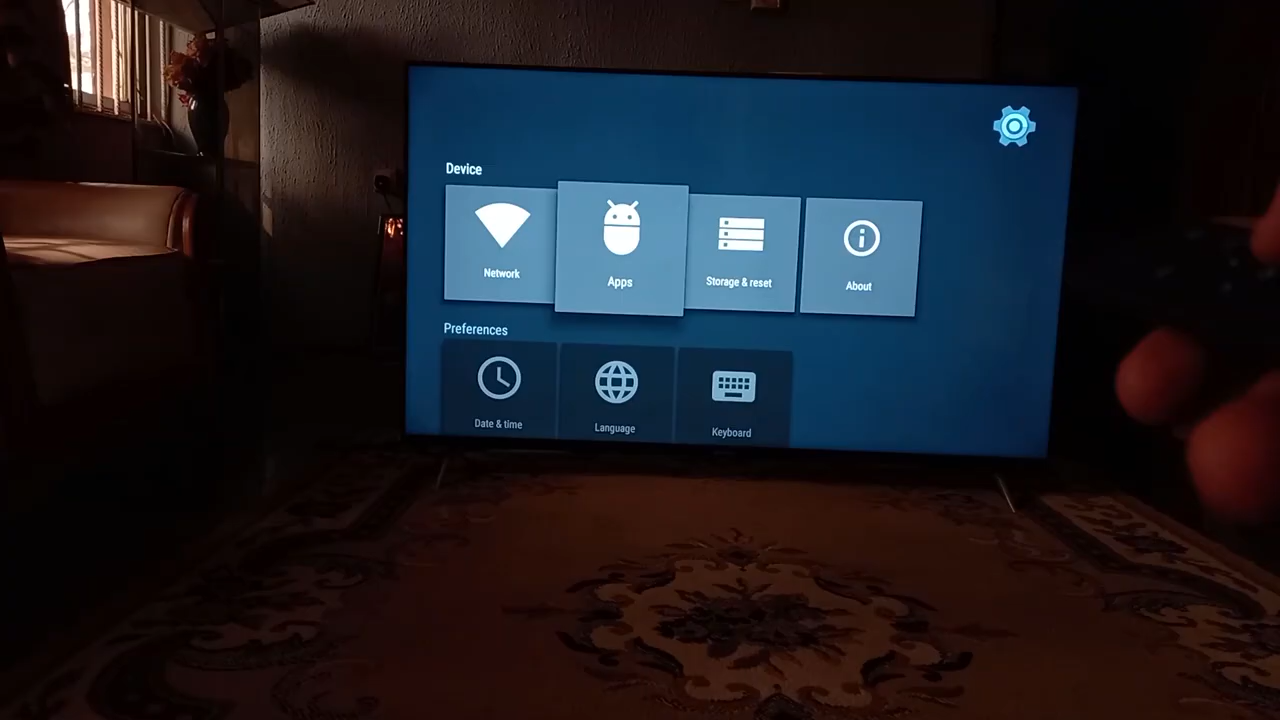 Device
Network
Apps
Storage & reset
About
Preferences
Date & time
Language
Keyboard